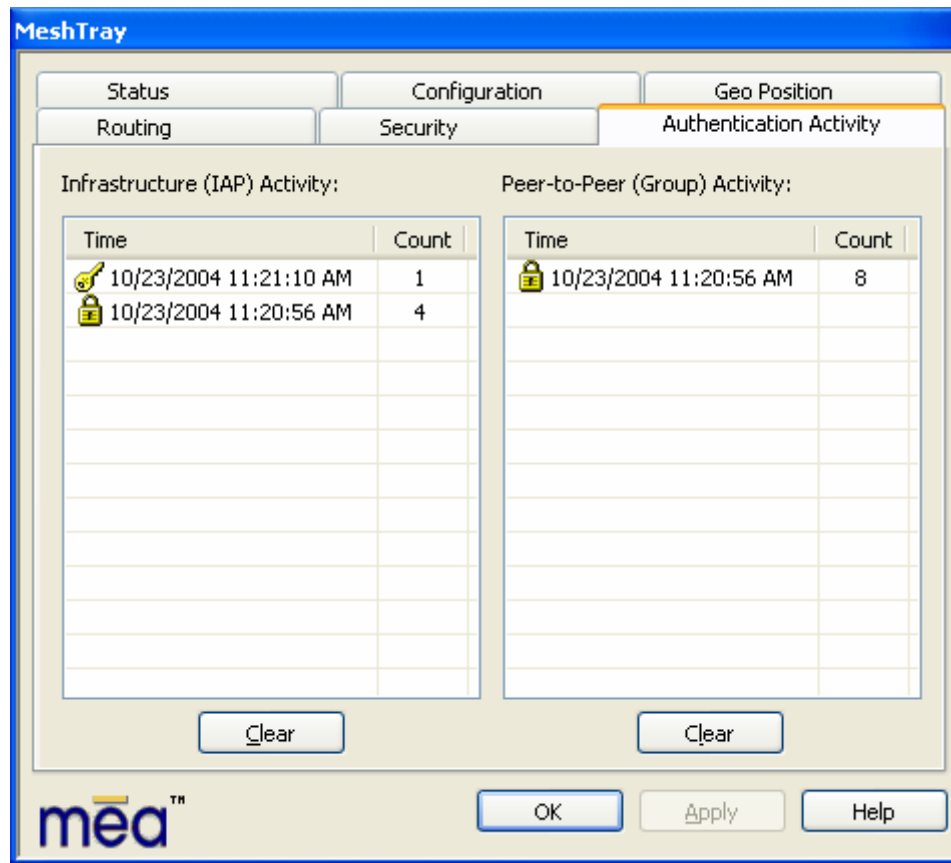 MeshTray
Status Configuration Geo Position
Routing Security Authentication Activity
Infrastructure (IAP) Activity:
Time Count
10/23/2004 11:21:10 AM 1
10/23/2004 11:20:56 AM 4
Clear
Peer-to-Peer (Group) Activity:
Time Count
10/23/2004 11:20:56 AM 8
Clear
mēa™
OK Apply Help